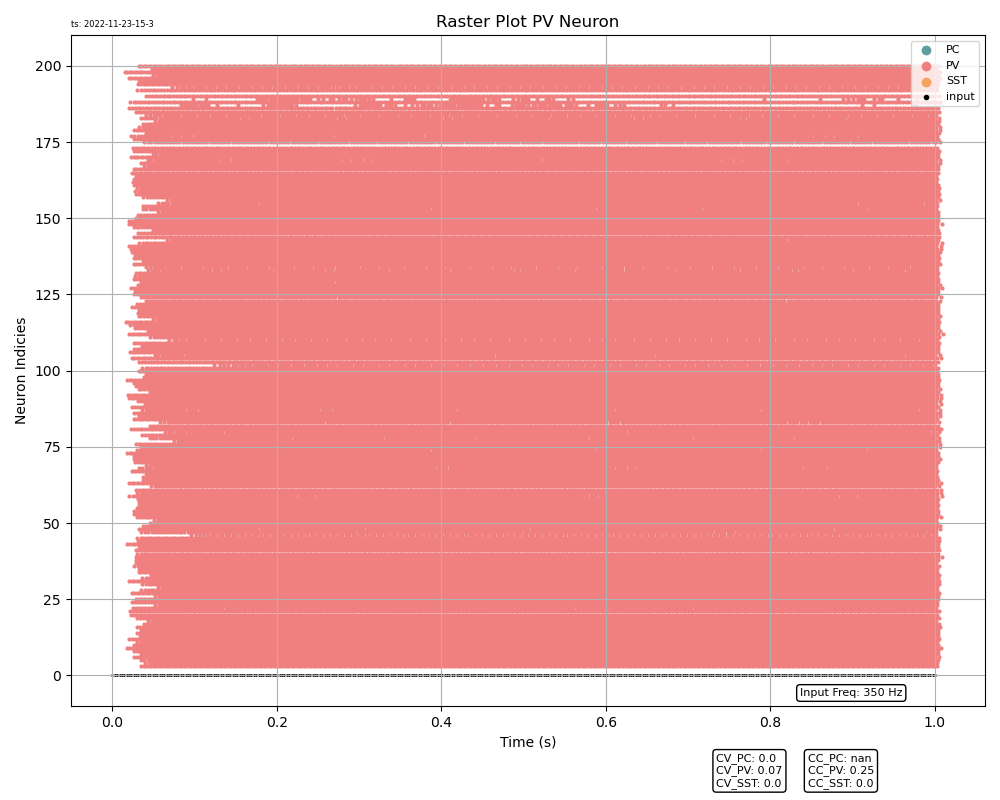 ts: 2022-11-23-15-3
Raster Plot PV Neuron
PC
PV
SST
input
200
175
150
125
100
75
50
25
0
Neuron Indicies
Input Freq: 350 Hz
0.0 0.2 0.4 0.6 0.8 1.0
Time (s)
CV_PC: 0.0
CV_PV: 0.07
CV_SST: 0.0
CC_PC: nan
CC_PV: 0.25
CC_SST: 0.0